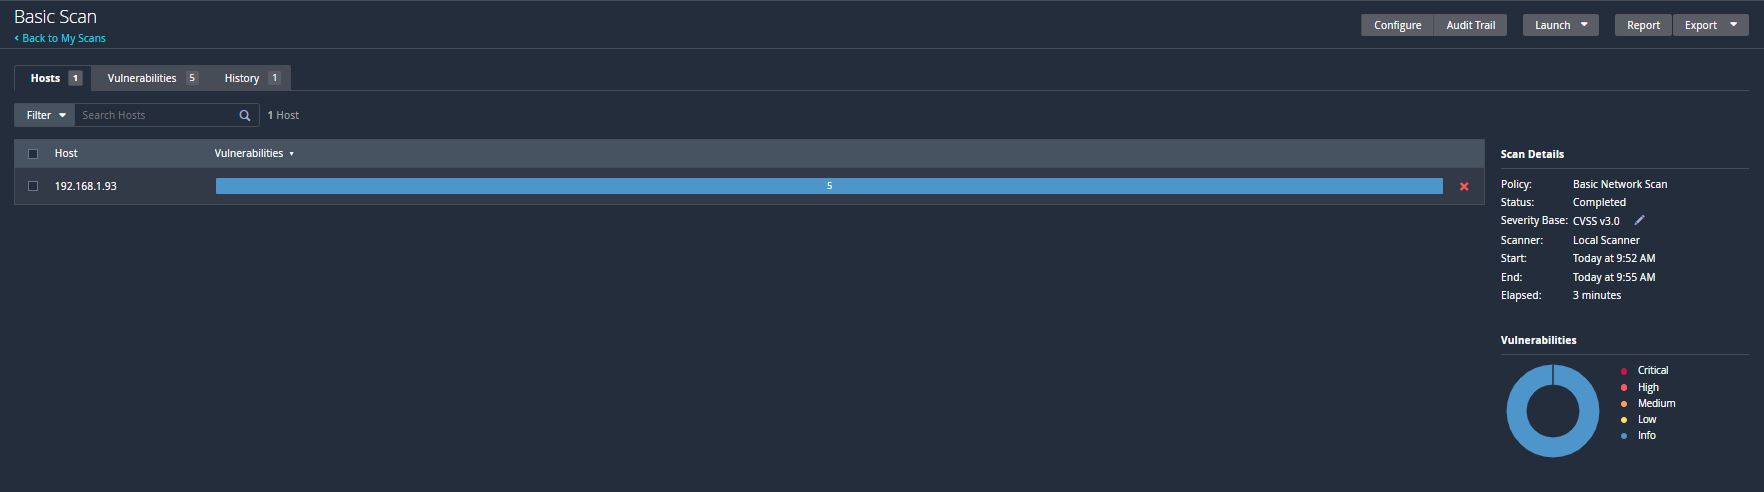 Basic Scan
Back to My Scans
Configure Audit Trail Launch Report Export
Hosts 1 Vulnerabilities 5 History 1
Filter Search Hosts 1 Host
Host Vulnerabilities
192.168.1.93 5
Scan Details
Policy: Basic Network Scan
Status: Completed
Severity Base: CVSS v3.0
Scanner: Local Scanner
Start: Today at 9:52 AM
End: Today at 9:55 AM
Elapsed: 3 minutes
Vulnerabilities
Critical
High
Medium
Low
Info